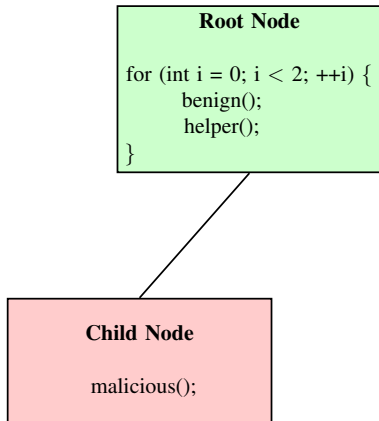 Root Node
for (int i = 0; i < 2; ++i) {
benign();
helper();
}
Child Node
malicious();